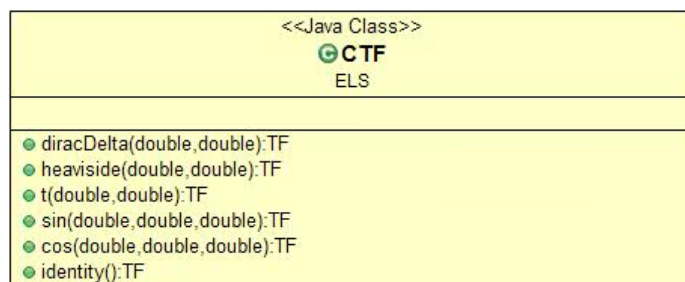 <<Java Class>>
C CTF
ELS
diracDelta(double,double):TF
heaviside(double,double):TF
t(double,double):TF
sin(double,double,double):TF
cos(double,double,double):TF
identity():TF